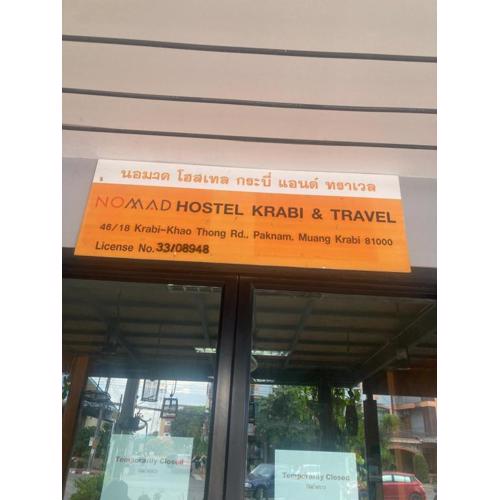 นอมาด โฮสเทล กระบี่ แอนด์ ทราเวล
NOMAD HOSTEL KRABI & TRAVEL
46/18 Krabi-Khao Thong Rd., Paknam. Muang Krabi 81000
License No. 33/08948
Temporarily Closed
Temporarily Closed